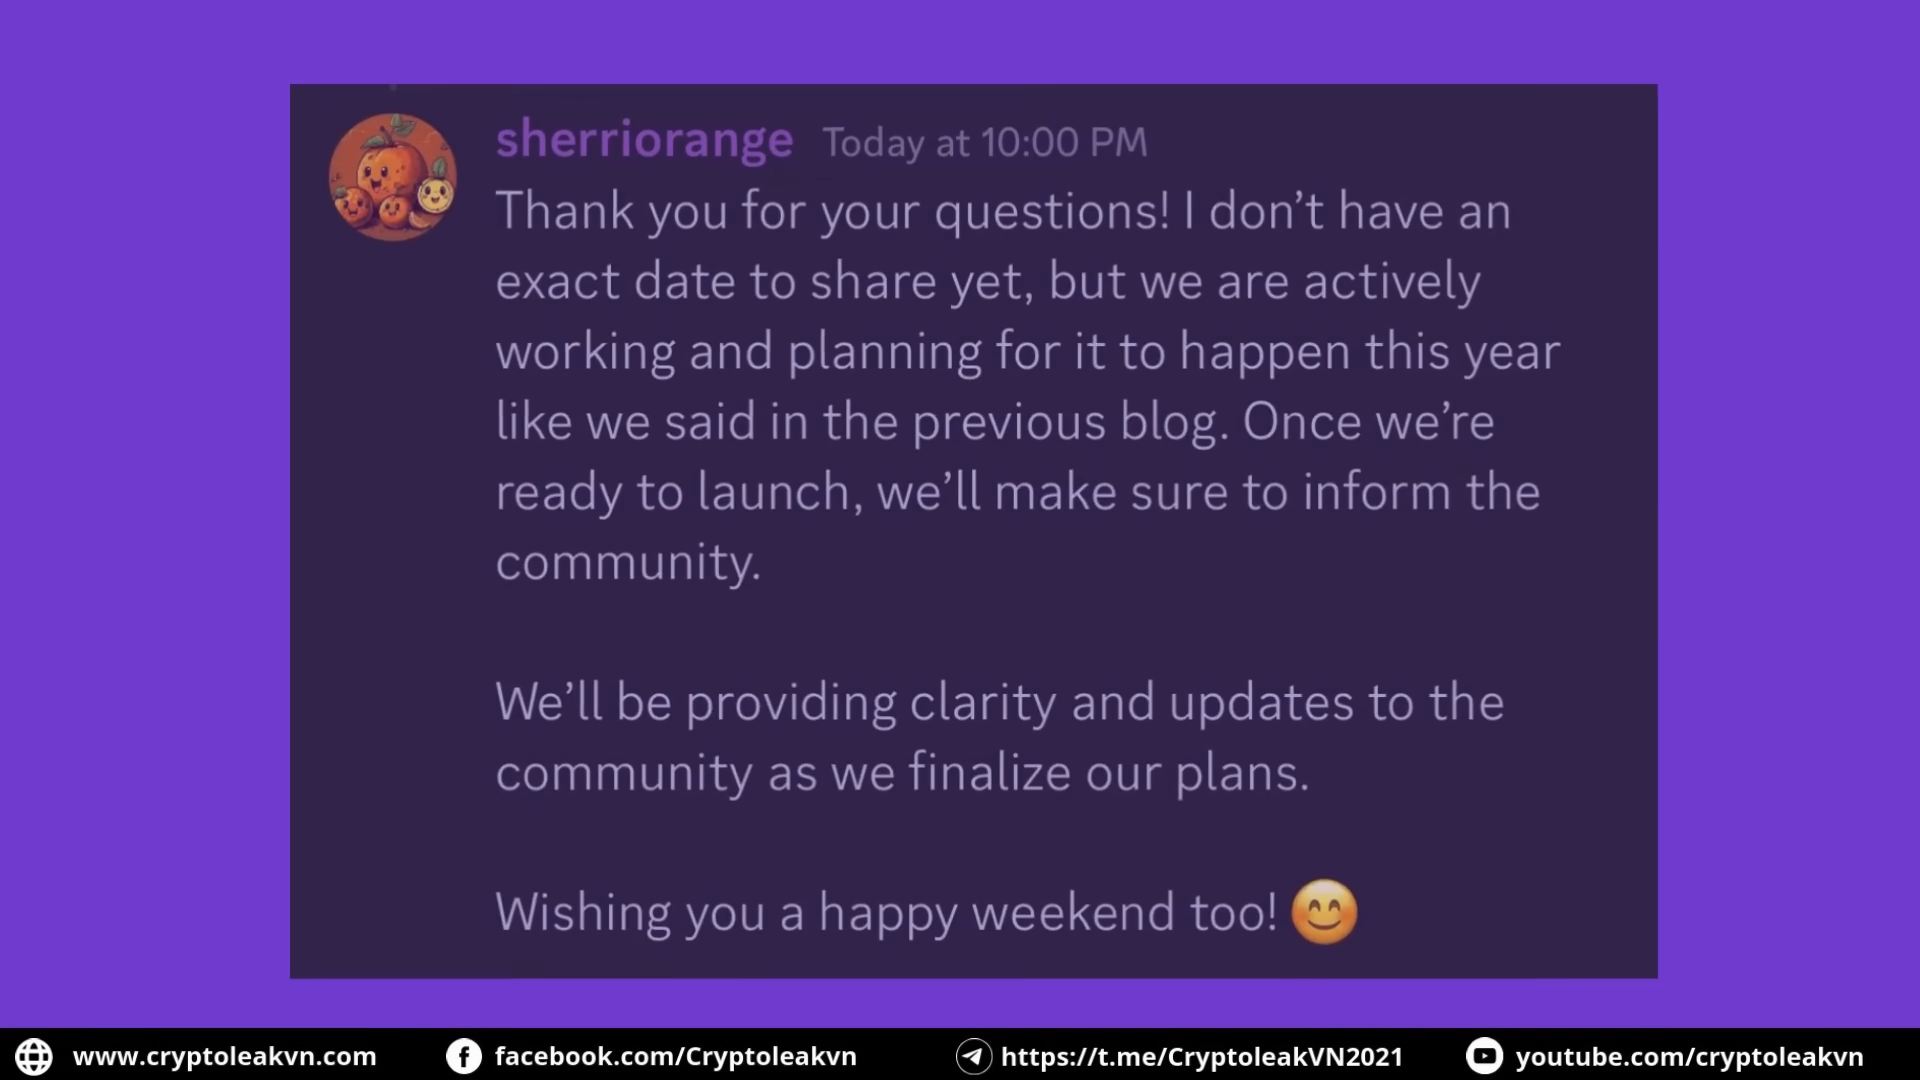 sherriorange Today at 10:00 PM
Thank you for your questions! I don’t have an
exact date to share yet, but we are actively
working and planning for it to happen this year
like we said in the previous blog. Once we’re
ready to launch, we’ll make sure to inform the
community.
We’ll be providing clarity and updates to the
community as we finalize our plans.
Wishing you a happy weekend too! 😊
www.cryptoleakvn.com facebook.com/Cryptoleakvn https://t.me/CryptoleakVN2021 youtube.com/cryptoleakvn